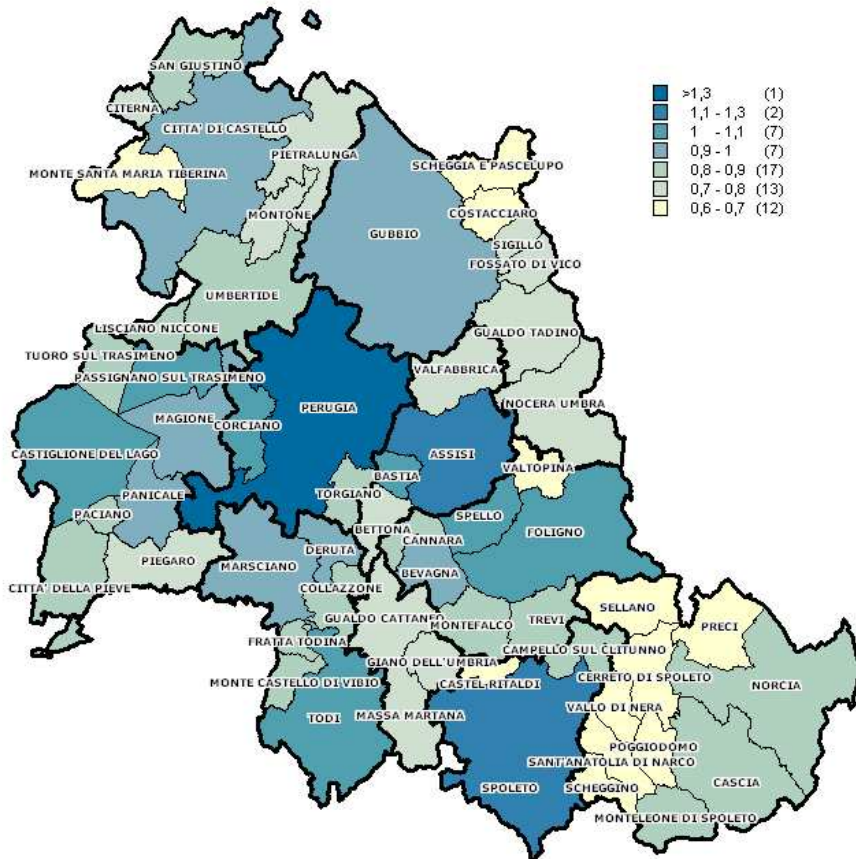 SAN GIUSTINO
>1,3 (1)
1,1 - 1,3 (2)
1 - 1,1 (7)
0,9 - 1 (7)
0,8 - 0,9 (17)
0,7 - 0,8 (13)
0,6 - 0,7 (12)
CITERNA
CITTA' DI CASTELLO
PIETRALUNGA
SCHEGGIA E PASCELUPO
MONTE SANTA MARIA TIBERINA
COSTACCIARO
MONTONE
GUBBIO
SIGILLO
FOSSATO DI VICO
UMBERTIDE
LISCIANO NICCONE
GUALDO TADINO
TUORO SUL TRASIMENO
PASSIGNANO SUL TRASIMENO
VALFABBRICA
NOCERA UMBRA
PERUGIA
MAGIONE
CORCIANO
CASTIGLIONE DEL LAGO
ASSISI
VALTOPINA
BASTIA
PANICALE
TORGIANO
PACIANO
SPELLO
BETTONA
FOLIGNO
CANNARA
DERUTA
PIEGARO
MARSCIANO
BEVAGNA
CITTA' DELLA PIEVE
COLLAZZONE
SELLANO
GUALDO CATTANEO
MONTEFALCO
TREVI
PRECI
FRATTA TODINA
CAMPELLO SUL CLITUNNO
GIANO DELL'UMBRIA
CERRETO DI SPOLETO
MONTE CASTELLO DI VIBIO
CASTEL RITALDI
NORCIA
VALLO DI NERA
TODI
MASSA MARTANA
POGGIODOMO
SANT'ANATOLIA DI NARCO
CASCIA
SPOLETO
SCHEGGINO
MONTELEONE DI SPOLETO